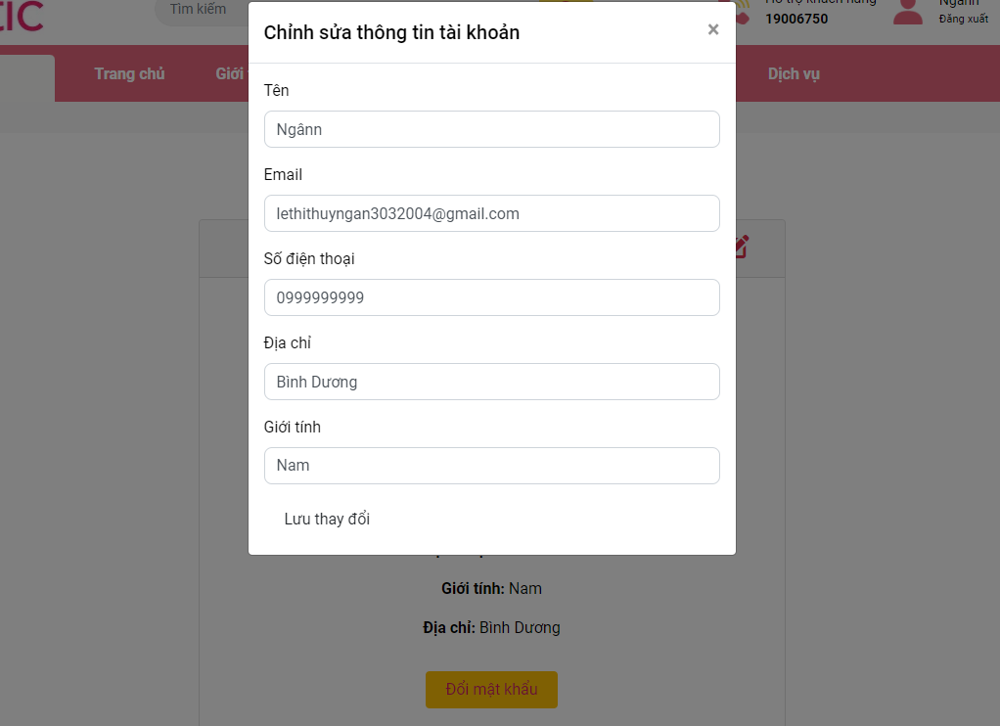 TIC
Tìm kiếm
Hỗ trợ khách hàng
19006750
Ngânn
Đăng xuất
Trang chủ
Giới
Dịch vụ
Chỉnh sửa thông tin tài khoản
×
Tên
Ngânn
Email
lethithuyngan3032004@gmail.com
Số điện thoại
0999999999
Địa chỉ
Bình Dương
Giới tính
Nam
Lưu thay đổi
Giới tính: Nam
Địa chỉ: Bình Dương
Đổi mật khẩu